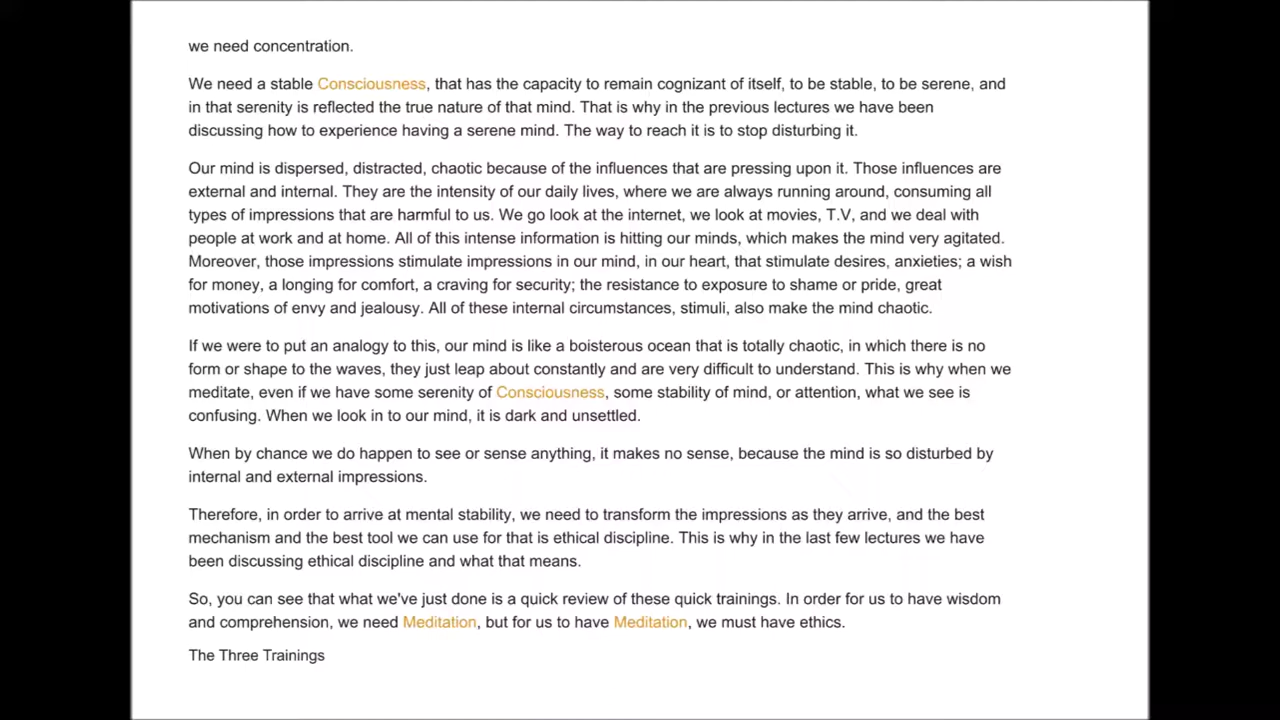 we need concentration.
We need a stable Consciousness, that has the capacity to remain cognizant of itself, to be stable, to be serene, and
in that serenity is reflected the true nature of that mind. That is why in the previous lectures we have been
discussing how to experience having a serene mind. The way to reach it is to stop disturbing it.
Our mind is dispersed, distracted, chaotic because of the influences that are pressing upon it. Those influences are
external and internal. They are the intensity of our daily lives, where we are always running around, consuming all
types of impressions that are harmful to us. We go look at the internet, we look at movies, T.V, and we deal with
people at work and at home. All of this intense information is hitting our minds, which makes the mind very agitated.
Moreover, those impressions stimulate impressions in our mind, in our heart, that stimulate desires, anxieties; a wish
for money, a longing for comfort, a craving for security; the resistance to exposure to shame or pride, great
motivations of envy and jealousy. All of these internal circumstances, stimuli, also make the mind chaotic.
If we were to put an analogy to this, our mind is like a boisterous ocean that is totally chaotic, in which there is no
form or shape to the waves, they just leap about constantly and are very difficult to understand. This is why when we
meditate, even if we have some serenity of Consciousness, some stability of mind, or attention, what we see is
confusing. When we look in to our mind, it is dark and unsettled.
When by chance we do happen to see or sense anything, it makes no sense, because the mind is so disturbed by
internal and external impressions.
Therefore, in order to arrive at mental stability, we need to transform the impressions as they arrive, and the best
mechanism and the best tool we can use for that is ethical discipline. This is why in the last few lectures we have
been discussing ethical discipline and what that means.
So, you can see that what we've just done is a quick review of these quick trainings. In order for us to have wisdom
and comprehension, we need Meditation, but for us to have Meditation, we must have ethics.
The Three Trainings